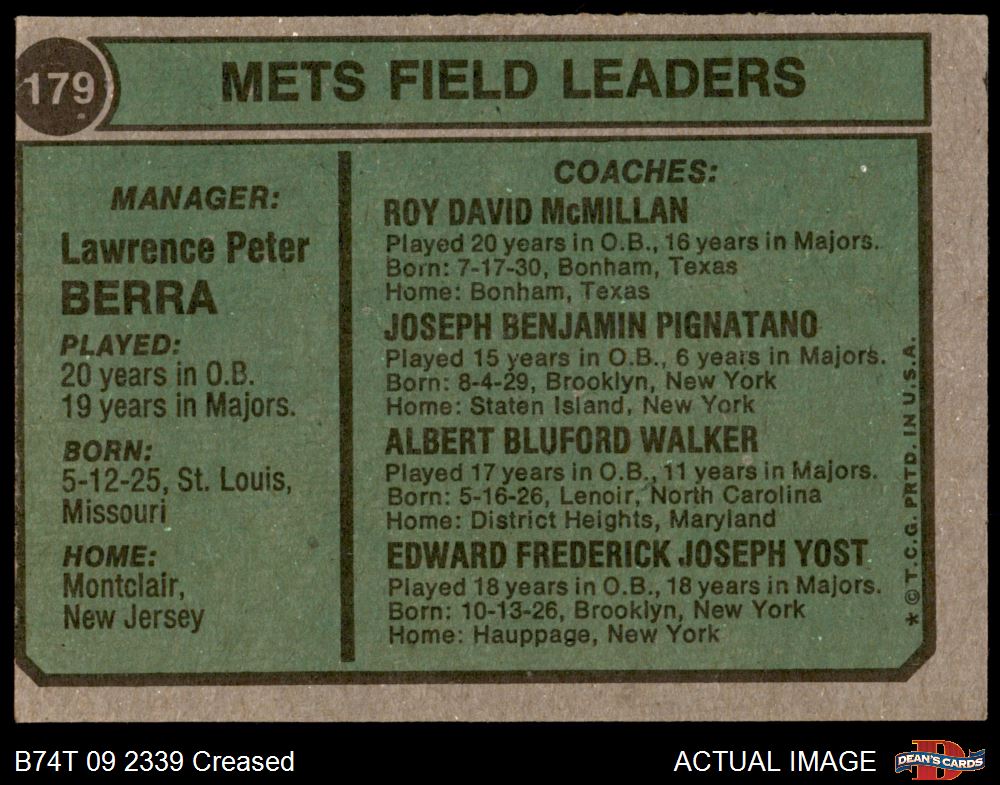 179
METS FIELD LEADERS
MANAGER:
Lawrence Peter
BERRA
PLAYED:
20 years in O.B.
19 years in Majors.
BORN:
5-12-25, St. Louis,
Missouri
HOME:
Montclair,
New Jersey
COACHES:
ROY DAVID McMILLAN
Played 20 years in O.B., 16 years in Majors.
Born: 7-17-30, Bonham, Texas
Home: Bonham, Texas
JOSEPH BENJAMIN PIGNATANO
Played 15 years in O.B., 6 years in Majors.
Born: 8-4-29, Brooklyn, New York
Home: Staten Island, New York
ALBERT BLUFORD WALKER
Played 17 years in O.B., 11 years in Majors.
Born: 5-16-26, Lenoir, North Carolina
Home: District Heights, Maryland
EDWARD FREDERICK JOSEPH YOST
Played 18 years in O.B., 18 years in Majors.
Born: 10-13-26, Brooklyn, New York
Home: Hauppage, New York
* © T.C.G. PRTD. IN U.S.A.
B74T 09 2339 Creased
ACTUAL IMAGE
D
DEAN'S CARDS